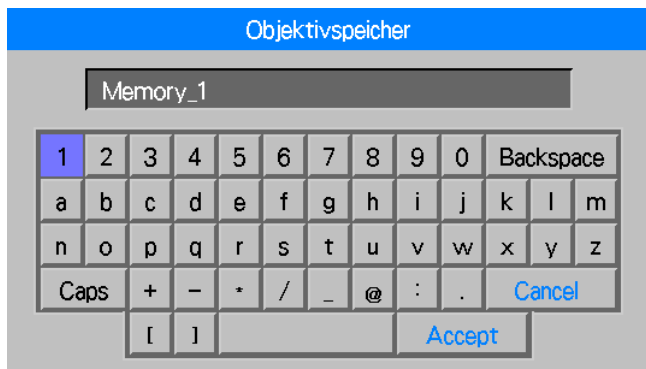 Objektivspeicher
Memory_1
1 2 3 4 5 6 7 8 9 0 Backspace
a b c d e f g h i j k l m
n o p q r s t u v w x y z
Caps + - * / _ @ : . Cancel
[ ] Accept